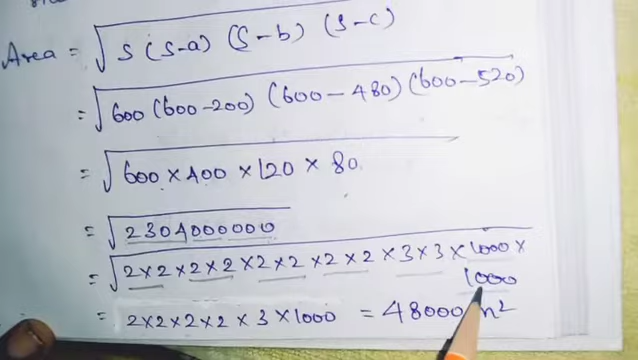 Area = √S (S-a) (S-b) (S-c)
= √600 (600-200) (600-480) (600-520)
= √600 × 400 × 120 × 80
= √2304000000
= √2×2×2×2×2×2×2×2×3×3×1000×
1000
= 2×2×2×2×3×1000 = 48000 m²